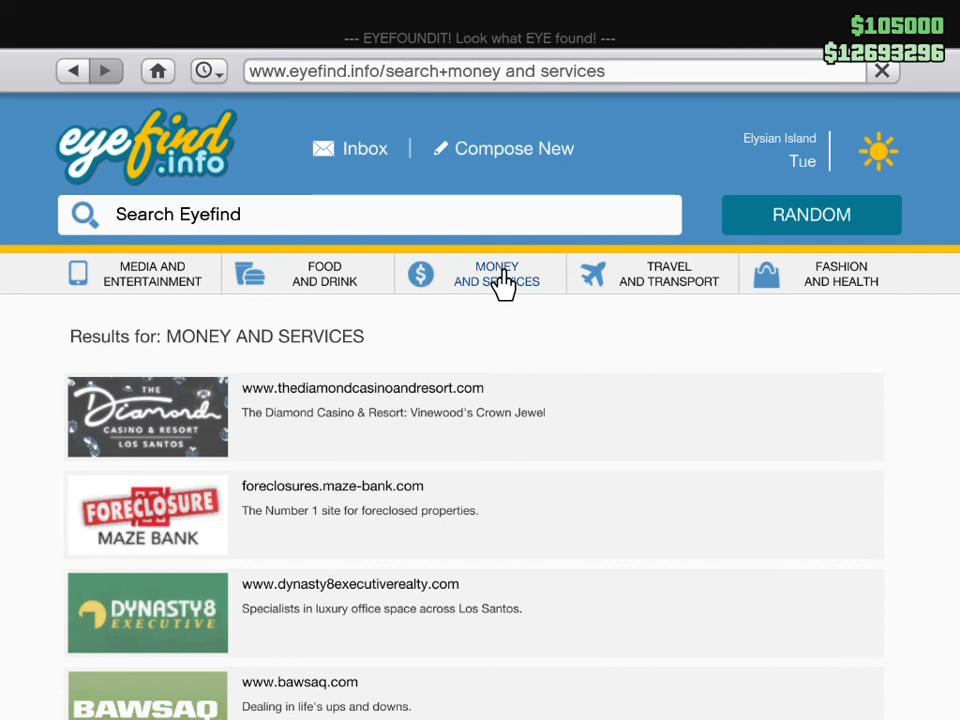 $105000
--- EYEFOUNDIT! Look what EYE found! ---
$12693296
www.eyefind.info/search+money and services
eyefind
.info
Inbox
Compose New
Elysian Island
Tue
Search Eyefind
RANDOM
MEDIA AND
ENTERTAINMENT
FOOD
AND DRINK
MONEY
AND SERVICES
TRAVEL
AND TRANSPORT
FASHION
AND HEALTH
Results for: MONEY AND SERVICES
THE
Diamond
CASINO & RESORT
LOS SANTOS
www.thediamondcasinoandresort.com
The Diamond Casino & Resort: Vinewood's Crown Jewel
FORECLOSURE
MAZE BANK
foreclosures.maze-bank.com
The Number 1 site for foreclosed properties.
DYNASTY8
EXECUTIVE
www.dynasty8executiverealty.com
Specialists in luxury office space across Los Santos.
BAWSAQ
www.bawsaq.com
Dealing in life's ups and downs.